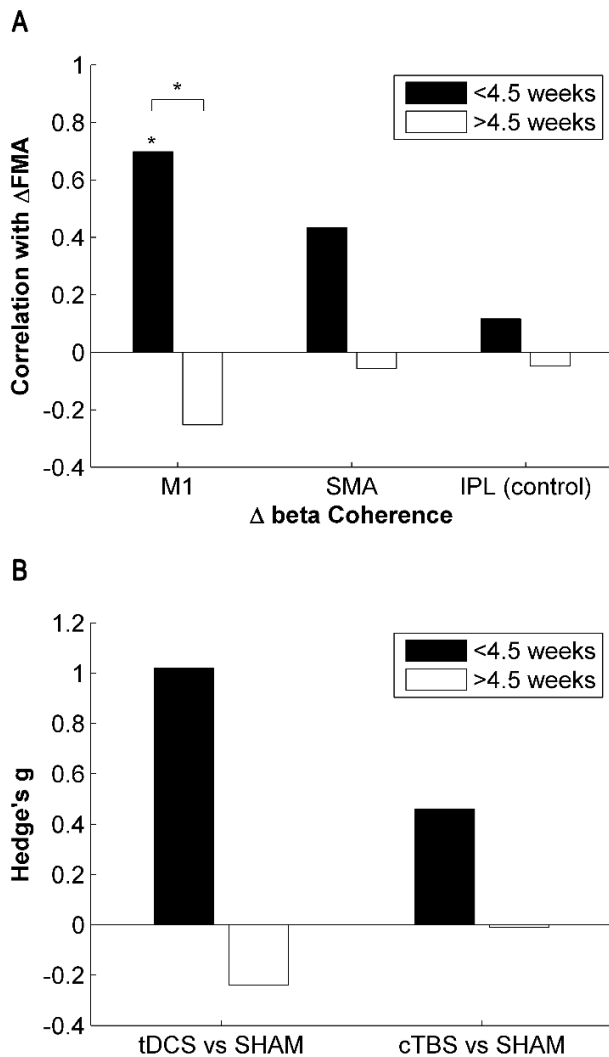 A
1
0.8
0.6
0.4
0.2
0
-0.2
-0.4
Correlation with ΔFMA
<4.5 weeks
>4.5 weeks
*
*
M1 SMA IPL (control)
Δ beta Coherence
B
1.2
1
0.8
0.6
0.4
0.2
0
-0.2
-0.4
Hedge's g
<4.5 weeks
>4.5 weeks
tDCS vs SHAM cTBS vs SHAM